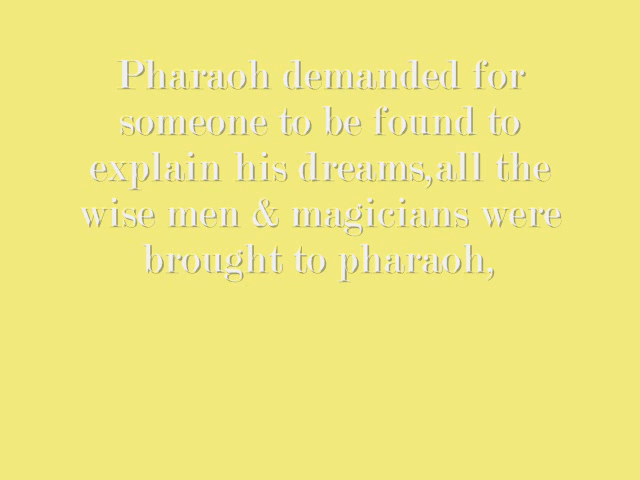 Pharaoh demanded for
someone to be found to
explain his dreams,all the
wise men & magicians were
brought to pharaoh,